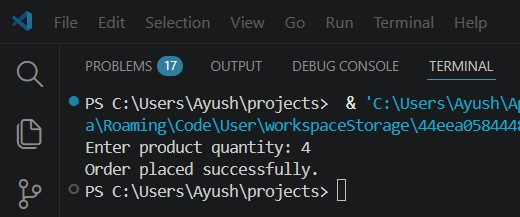 File Edit Selection View Go Run Terminal Help
PROBLEMS 17 OUTPUT DEBUG CONSOLE TERMINAL
PS C:\Users\Ayush\projects> & 'C:\Users\Ayush\Ap
a\Roaming\Code\User\workspaceStorage\44eea0584448
Enter product quantity: 4
Order placed successfully.
PS C:\Users\Ayush\projects>